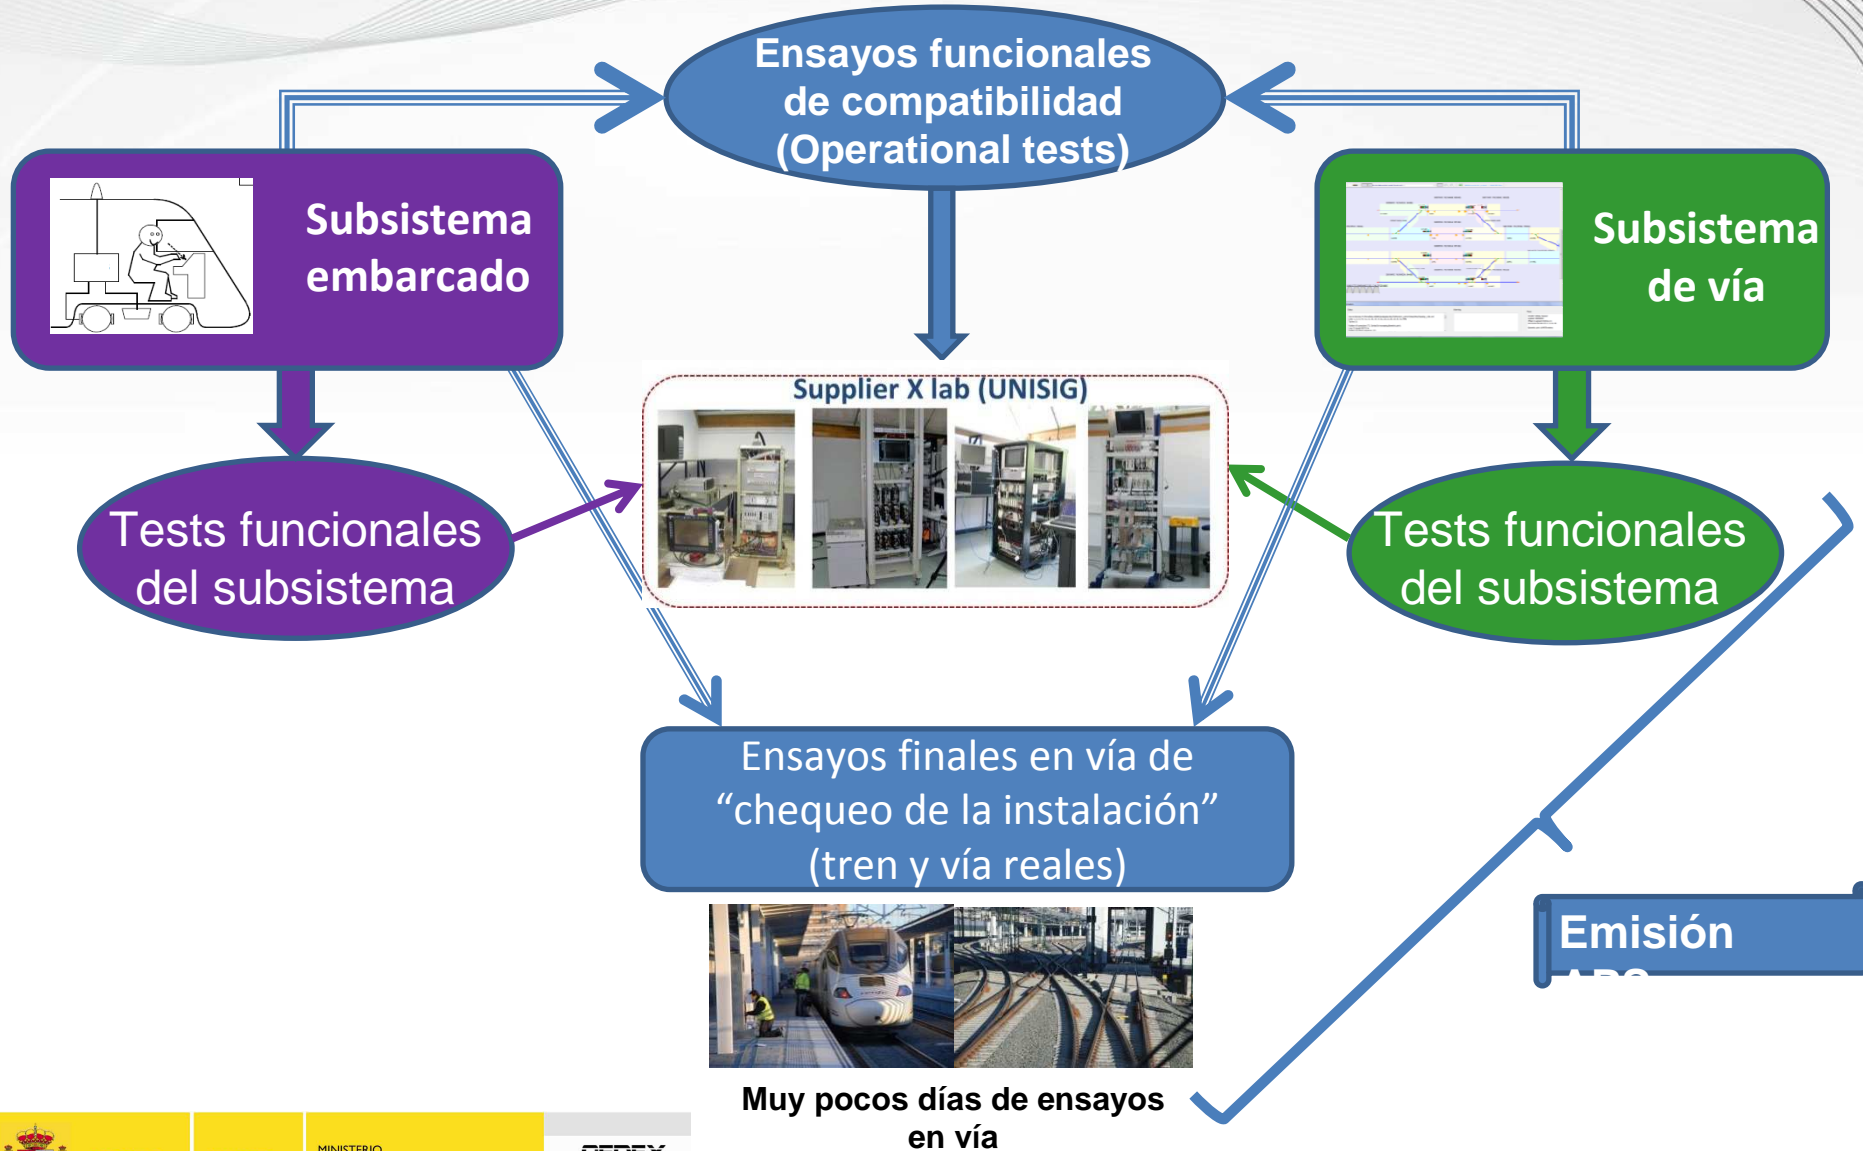 Ensayos funcionales
de compatibilidad
(Operational tests)
Subsistema
embarcado
Subsistema
de vía
Supplier X lab (UNISIG)
Tests funcionales
del subsistema
Tests funcionales
del subsistema
Ensayos finales en vía de
“chequeo de la instalación”
(tren y vía reales)
Emisión
Muy pocos días de ensayos
en vía
MINISTERIO